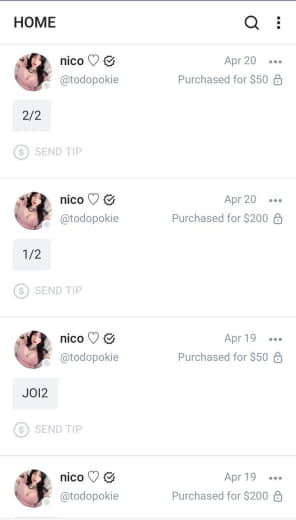 HOME
nico ♡ Apr 20 •••
@todopokie Purchased for $50
2/2
$ SEND TIP
nico ♡ Apr 20 •••
@todopokie Purchased for $200
1/2
$ SEND TIP
nico ♡ Apr 19 •••
@todopokie Purchased for $50
JOI2
$ SEND TIP
nico ♡ Apr 19 •••
@todopokie Purchased for $200